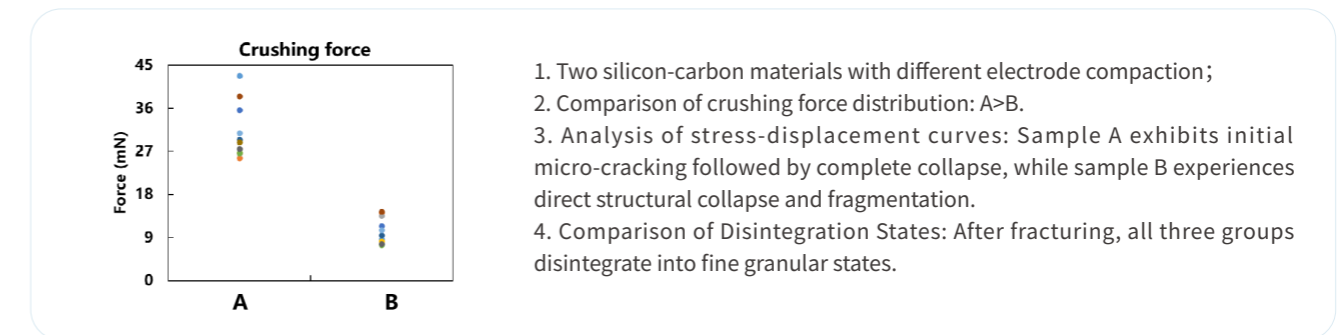 Crushing force
45
36
27
18
9
0
Force (mN)
A
B
1. Two silicon-carbon materials with different electrode compaction；
2. Comparison of crushing force distribution: A>B.
3. Analysis of stress-displacement curves: Sample A exhibits initial
micro-cracking followed by complete collapse, while sample B experiences
direct structural collapse and fragmentation.
4. Comparison of Disintegration States: After fracturing, all three groups
disintegrate into fine granular states.